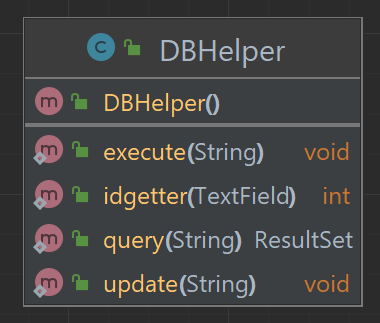 C DBHelper
m DBHelper()
m execute(String) void
m idgetter(TextField) int
m query(String) ResultSet
m update(String) void